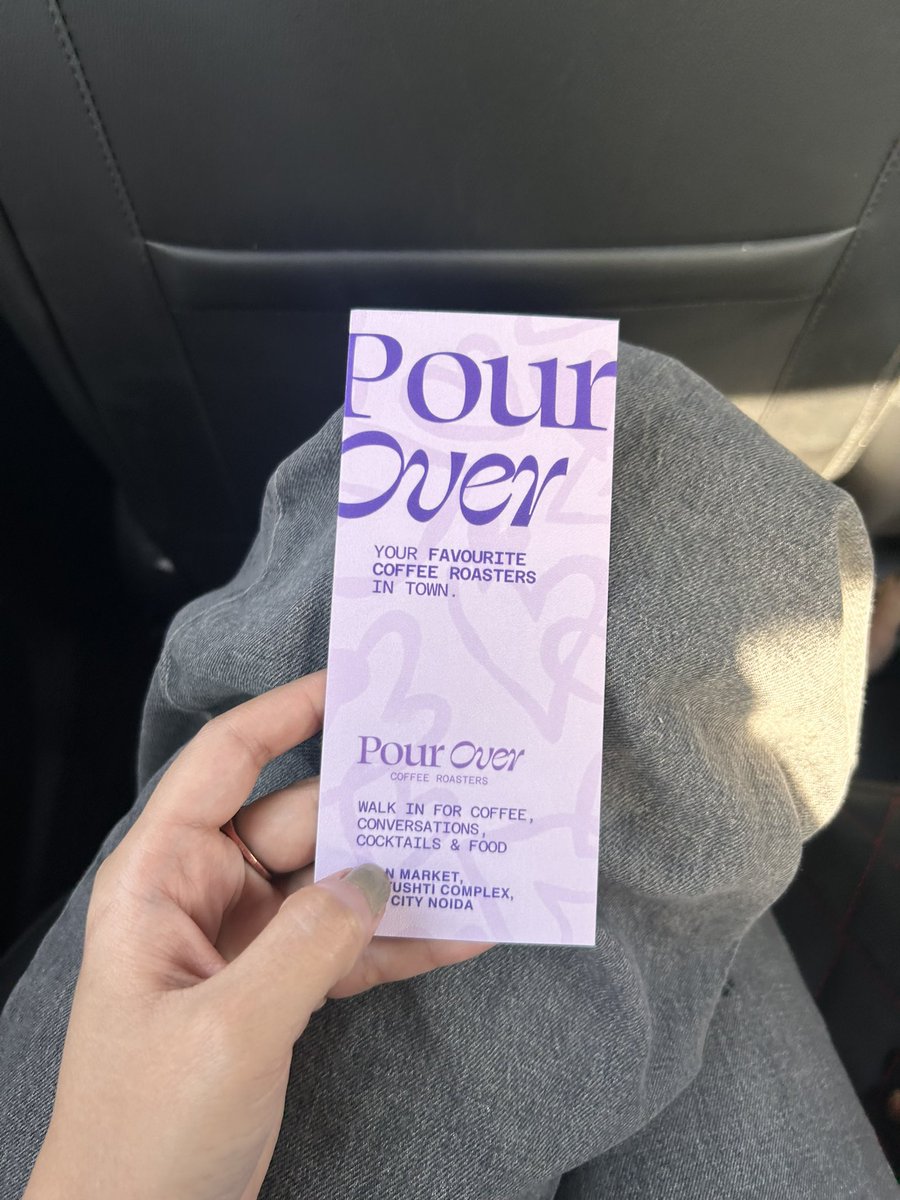 Pour
Over
YOUR FAVOURITE
COFFEE ROASTERS
IN TOWN.
Pour Over
COFFEE ROASTERS
WALK IN FOR COFFEE,
CONVERSATIONS,
COCKTAILS & FOOD
MARKET,
COMPLEX,
CITY NOIDA